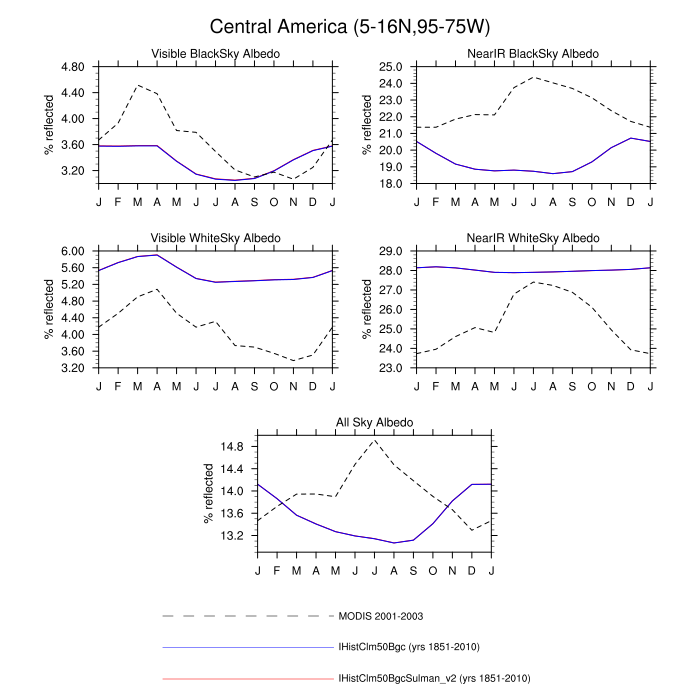 Central America (5-16N,95-75W)
Visible BlackSky Albedo
% reflected
4.80
4.40
4.00
3.60
3.20
J F M A M J J A S O N D J
NearIR BlackSky Albedo
% reflected
25.0
24.0
23.0
22.0
21.0
20.0
19.0
18.0
J F M A M J J A S O N D J
Visible WhiteSky Albedo
% reflected
6.00
5.60
5.20
4.80
4.40
4.00
3.60
3.20
J F M A M J J A S O N D J
NearIR WhiteSky Albedo
% reflected
29.0
28.0
27.0
26.0
25.0
24.0
23.0
J F M A M J J A S O N D J
All Sky Albedo
% reflected
14.8
14.4
14.0
13.6
13.2
J F M A M J J A S O N D J
MODIS 2001-2003
IHistClm50Bgc (yrs 1851-2010)
IHistClm50BgcSulman_v2 (yrs 1851-2010)